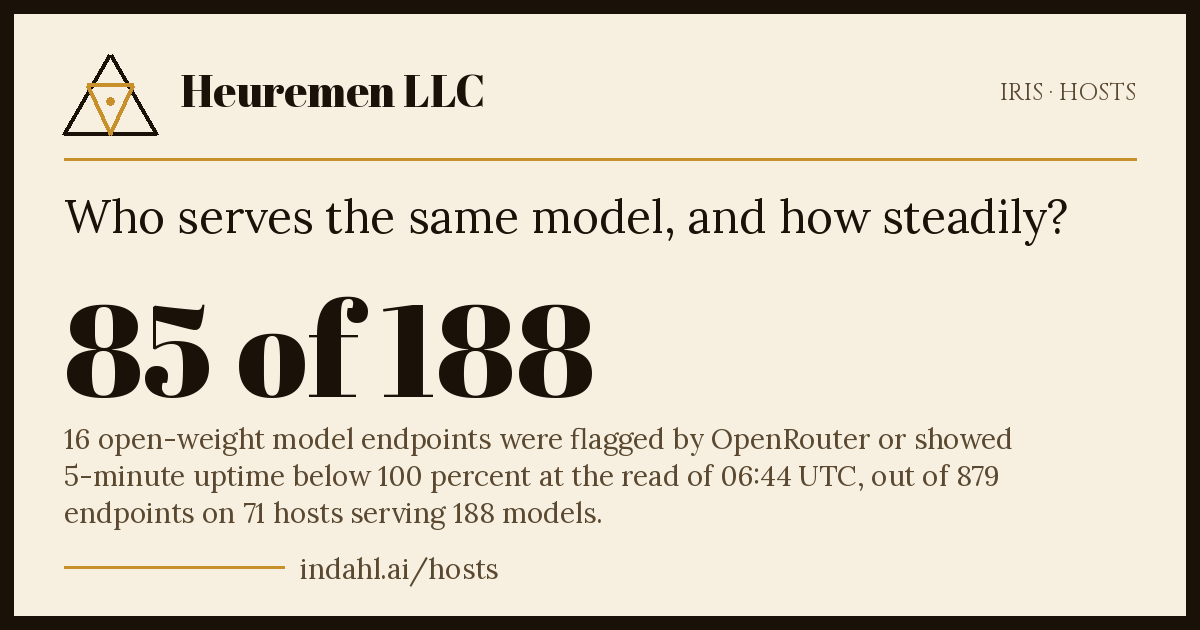 Heuremen LLC
IRIS · HOSTS
Who serves the same model, and how steadily?
85 of 188
16 open-weight model endpoints were flagged by OpenRouter or showed
5-minute uptime below 100 percent at the read of 06:44 UTC, out of 879
endpoints on 71 hosts serving 188 models.
indahl.ai/hosts